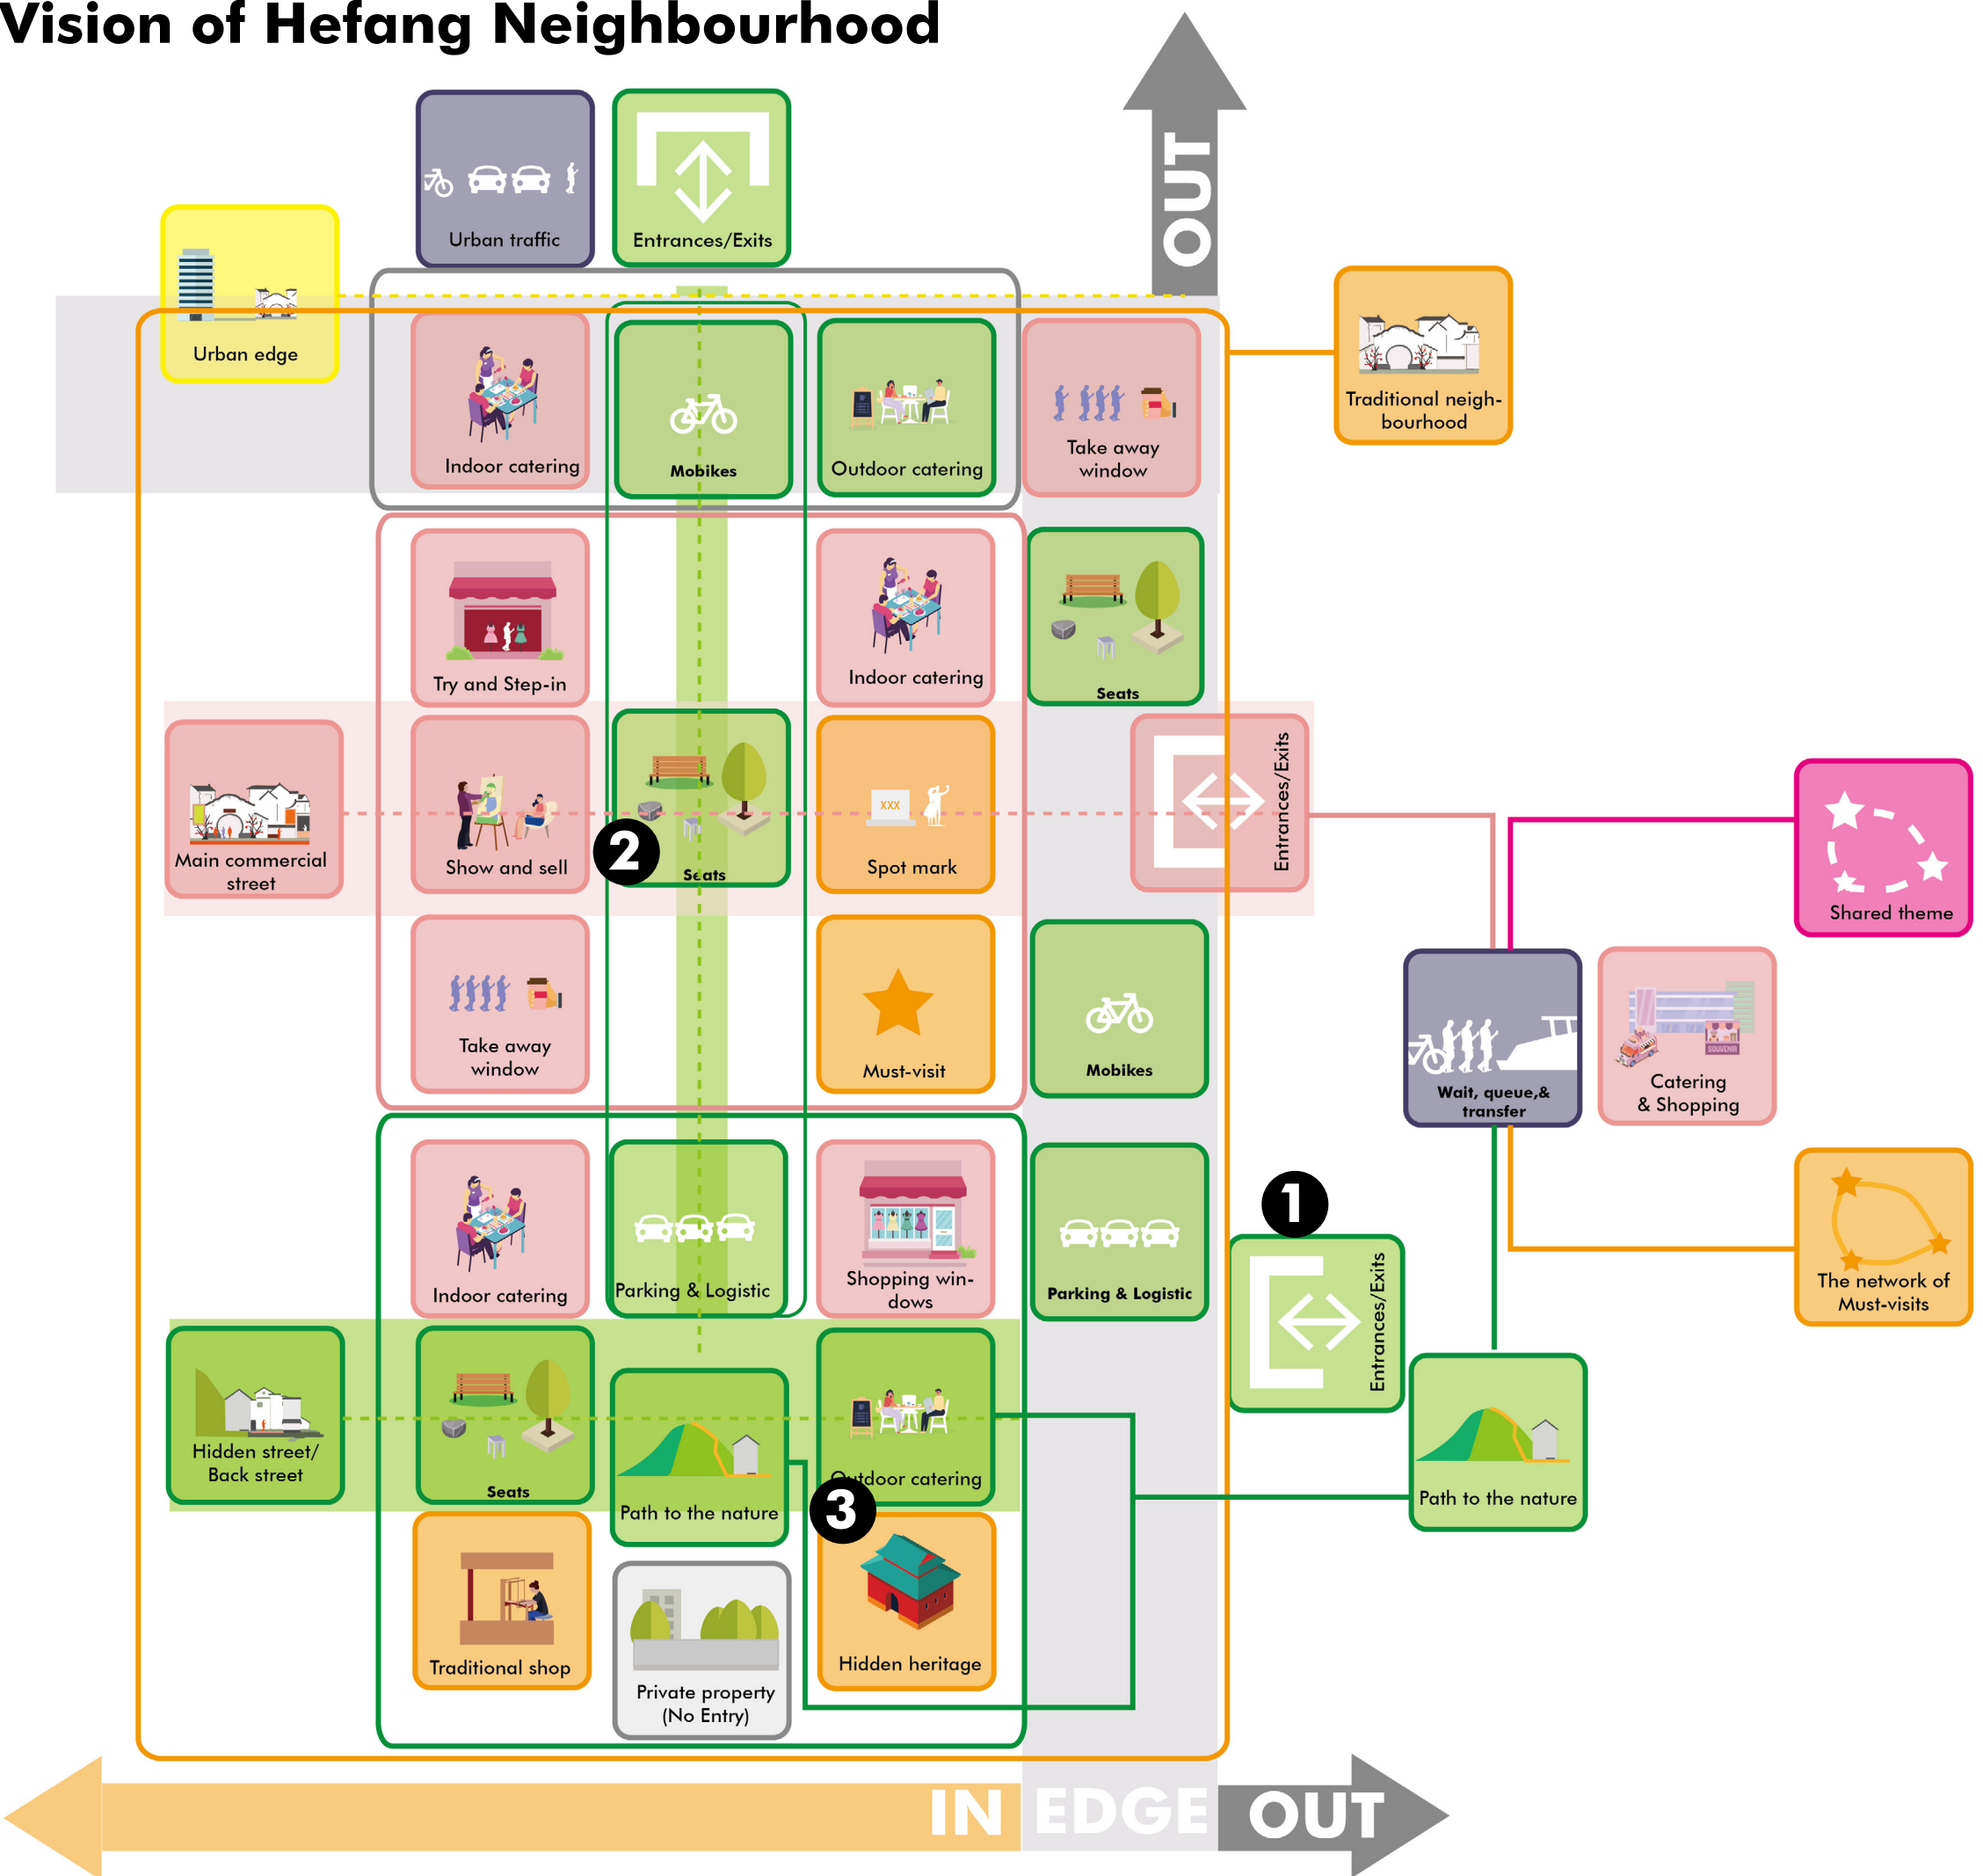 Vision of Hefang Neighbourhood
OUT
Urban traffic
Entrances/Exits
Urban edge
Traditional neigh-
bourhood
Indoor catering
Mobikes
Outdoor catering
Take away
window
Try and Step-in
Indoor catering
Seats
Main commercial
street
Show and sell
2
Seats
XXX
Spot mark
Entrances/Exits
Shared theme
Take away
window
Must-visit
Mobikes
Wait, queue,&
transfer
SOUVENIR
Catering
& Shopping
Indoor catering
Parking & Logistic
Shopping win-
dows
Parking & Logistic
1
Entrances/Exits
The network of
Must-visits
Hidden street/
Back street
Seats
Path to the nature
Outdoor catering
3
Path to the nature
Traditional shop
Private property
(No Entry)
Hidden heritage
IN EDGE OUT